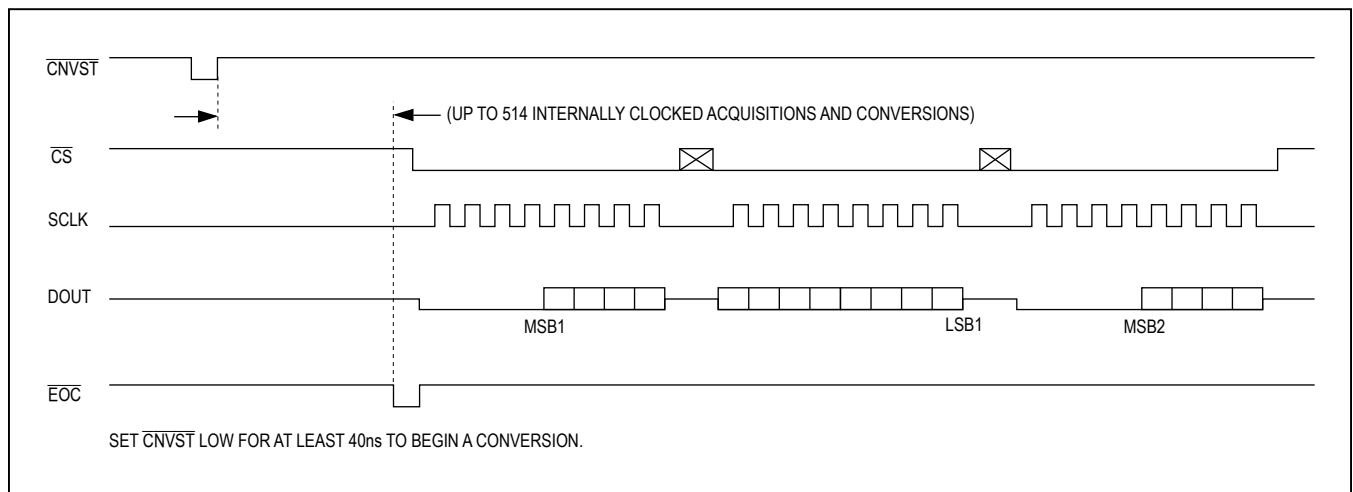 CNVST
(UP TO 514 INTERNALLY CLOCKED ACQUISITIONS AND CONVERSIONS)
CS
SCLK
DOUT
MSB1
LSB1
MSB2
EOC
SET CNVST LOW FOR AT LEAST 40ns TO BEGIN A CONVERSION.